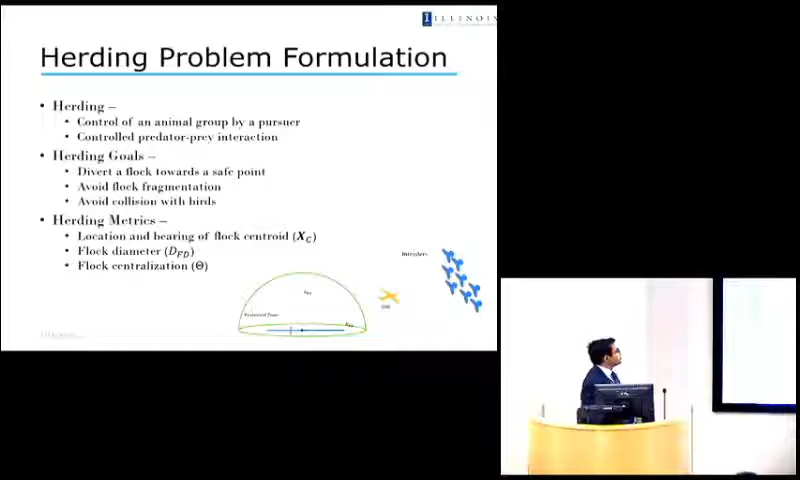 ILLINOIS
Herding Problem Formulation
• Herding –
• Control of an animal group by a pursuer
• Controlled predator-prey interaction
• Herding Goals –
• Divert a flock towards a safe point
• Avoid flock fragmentation
• Avoid collision with birds
• Herding Metrics –
• Location and bearing of flock centroid (X_C)
• Flock diameter (D_FD)
• Flock centralization (Θ)
Intruders